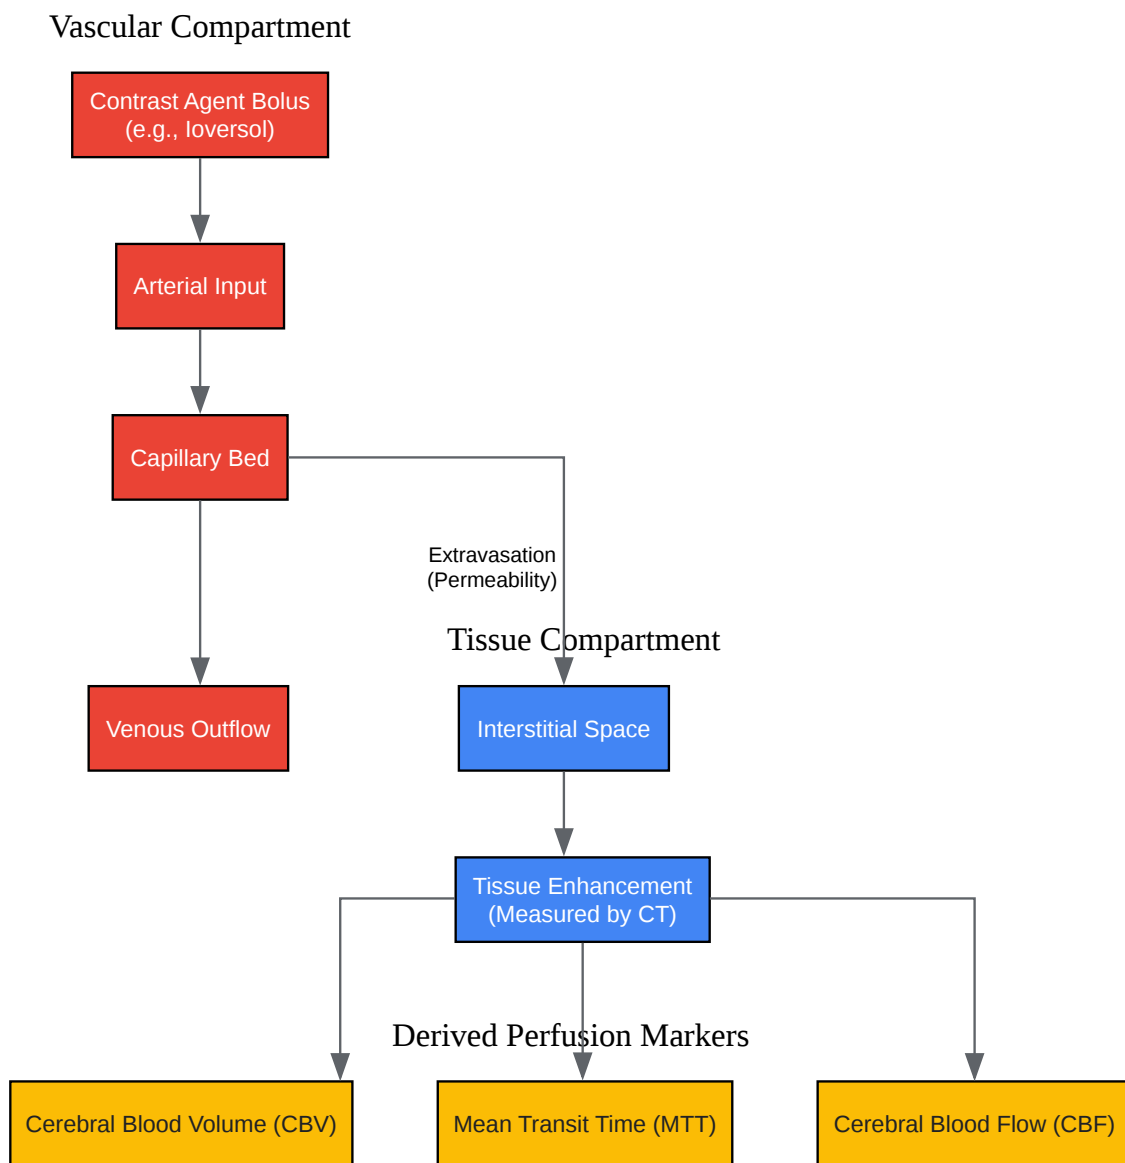 Vascular Compartment
Contrast Agent Bolus
(e.g., Ioversol)
Arterial Input
Capillary Bed
Extravasation
(Permeability)
Tissue Compartment
Venous Outflow
Interstitial Space
Tissue Enhancement
(Measured by CT)
Derived Perfusion Markers
Cerebral Blood Volume (CBV)
Mean Transit Time (MTT)
Cerebral Blood Flow (CBF)